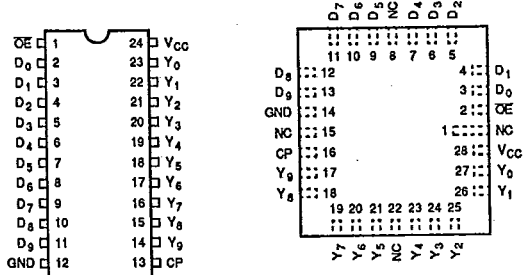 OE 1 24 VCC
D0 2 23 Y0
D1 3 22 Y1
D2 4 21 Y2
D3 5 20 Y3
D4 6 19 Y4
D5 7 18 Y5
D6 8 17 Y6
D7 9 16 Y7
D8 10 15 Y8
D9 11 14 Y9
GND 12 13 CP
D7 D6 D5 NC D4 D3 D2
11 10 9 8 7 6 5
D8 12 4 D1
D9 13 3 D0
GND 14 2 OE
NC 15 1 NC
CP 16 28 VCC
Y9 17 27 Y0
Y8 18 26 Y1
19 20 21 22 23 24 25
Y7 Y6 Y5 NC Y4 Y3 Y2